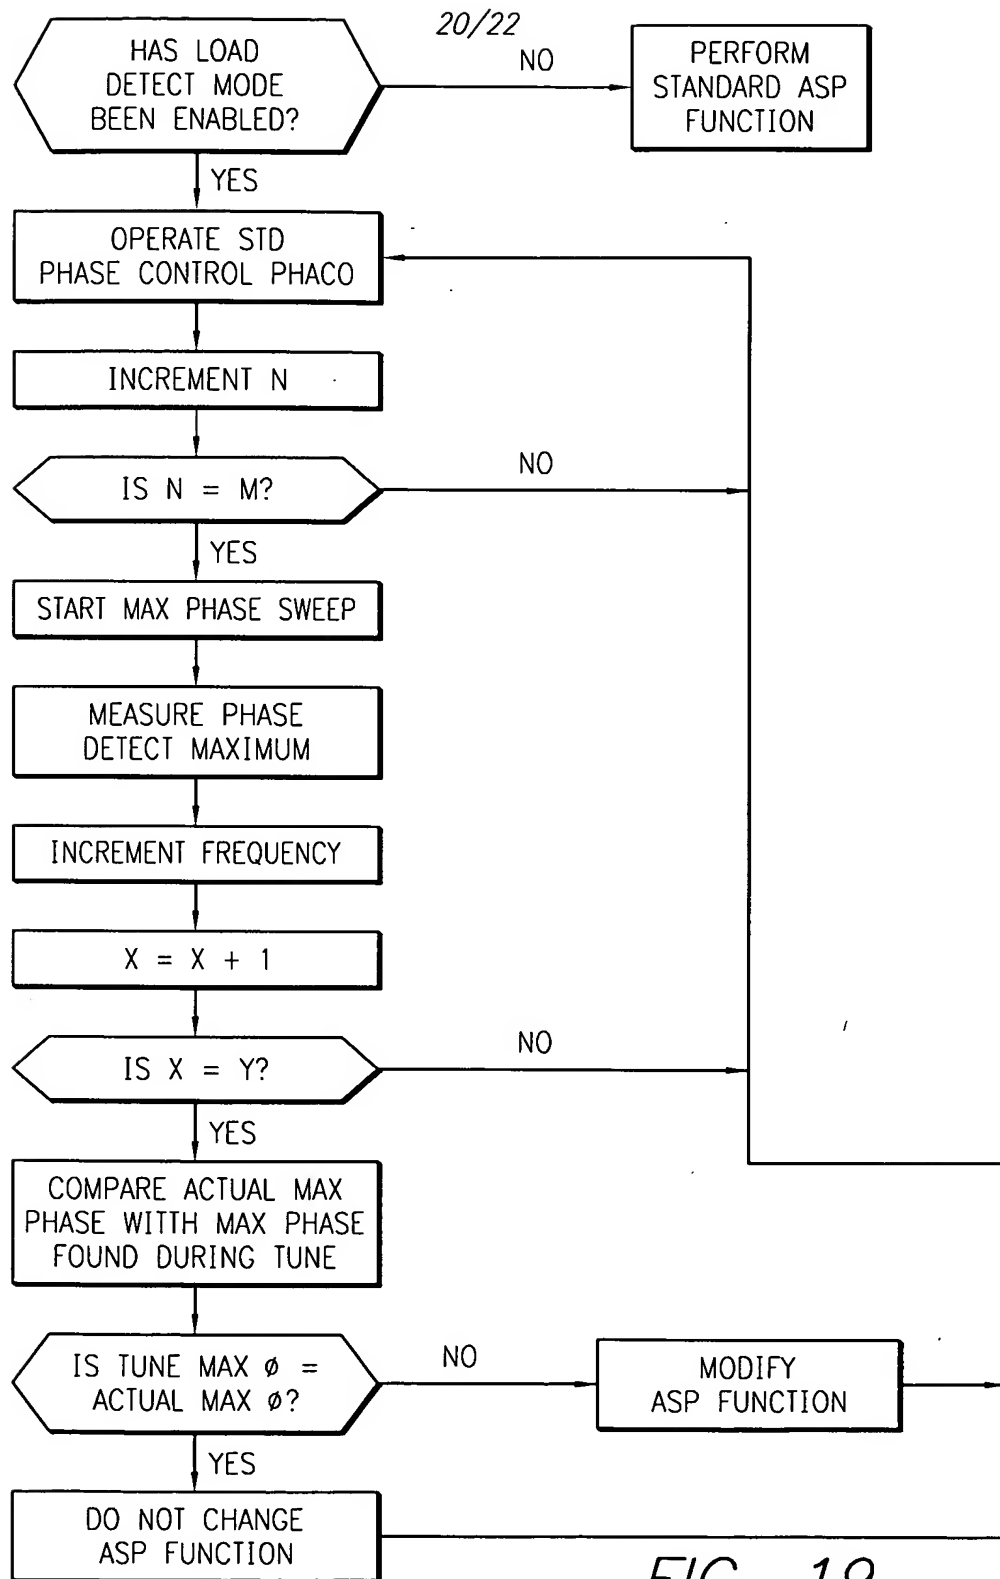 20/22
HAS LOAD
DETECT MODE
BEEN ENABLED?
NO
PERFORM
STANDARD ASP
FUNCTION
YES
OPERATE STD
PHASE CONTROL PHACO
INCREMENT N
IS N = M?
NO
YES
START MAX PHASE SWEEP
MEASURE PHASE
DETECT MAXIMUM
INCREMENT FREQUENCY
X = X + 1
IS X = Y?
NO
YES
COMPARE ACTUAL MAX
PHASE WITTH MAX PHASE
FOUND DURING TUNE
IS TUNE MAX ø =
ACTUAL MAX ø?
NO
MODIFY
ASP FUNCTION
YES
DO NOT CHANGE
ASP FUNCTION
FIG. 19